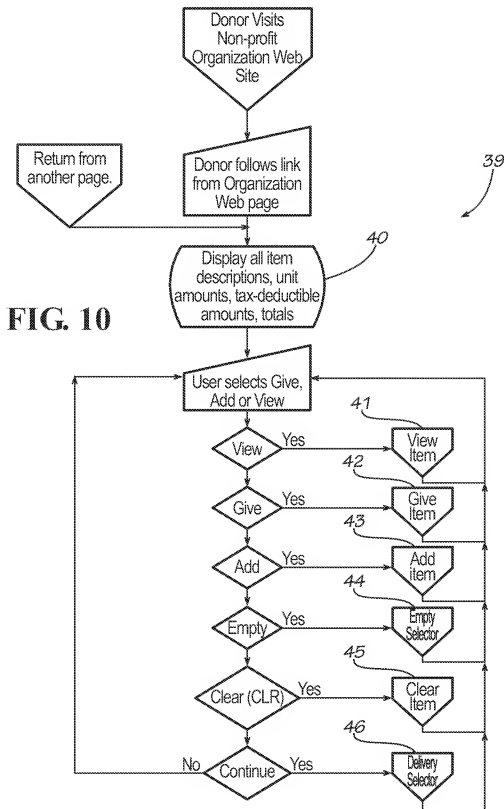 Donor Visits
Non-profit
Organization Web
Site
Return from
another page.
Donor follows link
from Organization
Web page
39
40
Display all item
descriptions, unit
amounts, tax-deductible
amounts, totals
FIG. 10
User selects Give,
Add or View
41
View
Yes
View
Item
42
Give
Yes
Give
Item
43
Add
Yes
Add
item
44
Empty
Yes
Empty
Selector
45
Clear (CLR)
Yes
Clear
Item
46
No
Continue
Yes
Delivery
Selector